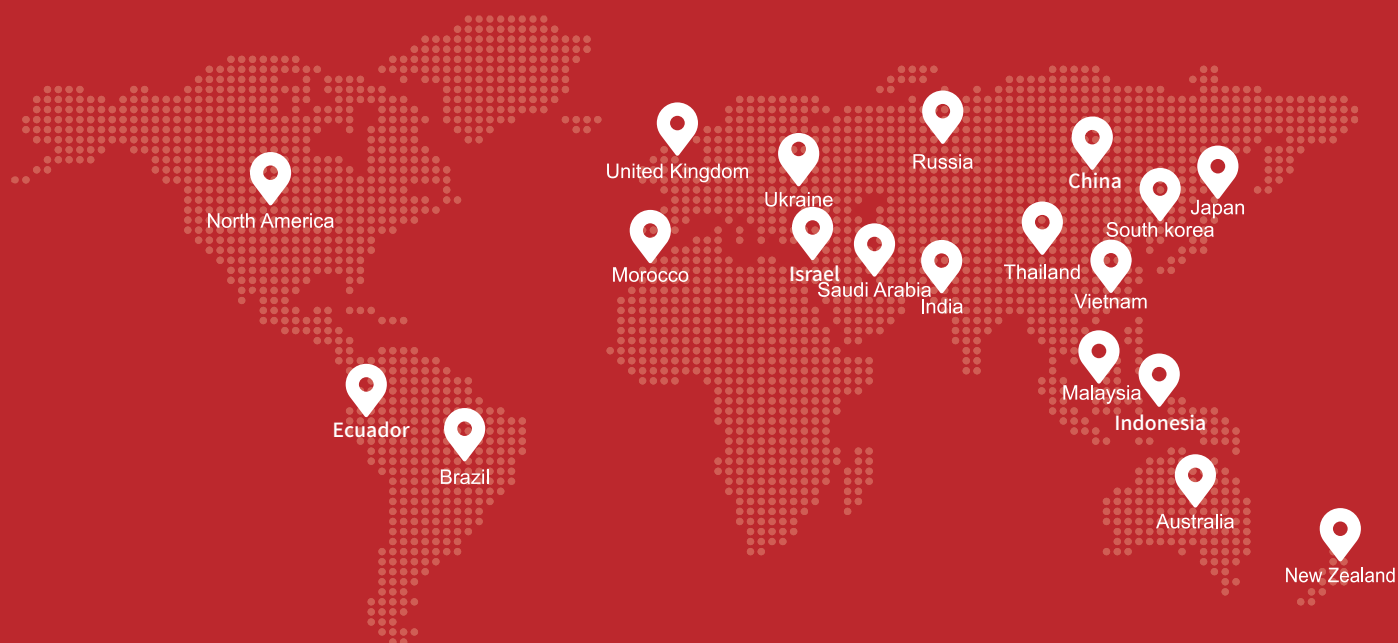 United Kingdom
Russia
China
Ukraine
North America
Japan
South korea
Morocco
Israel
Saudi Arabia
India
Thailand
Vietnam
Malaysia
Indonesia
Ecuador
Brazil
Australia
New Zealand